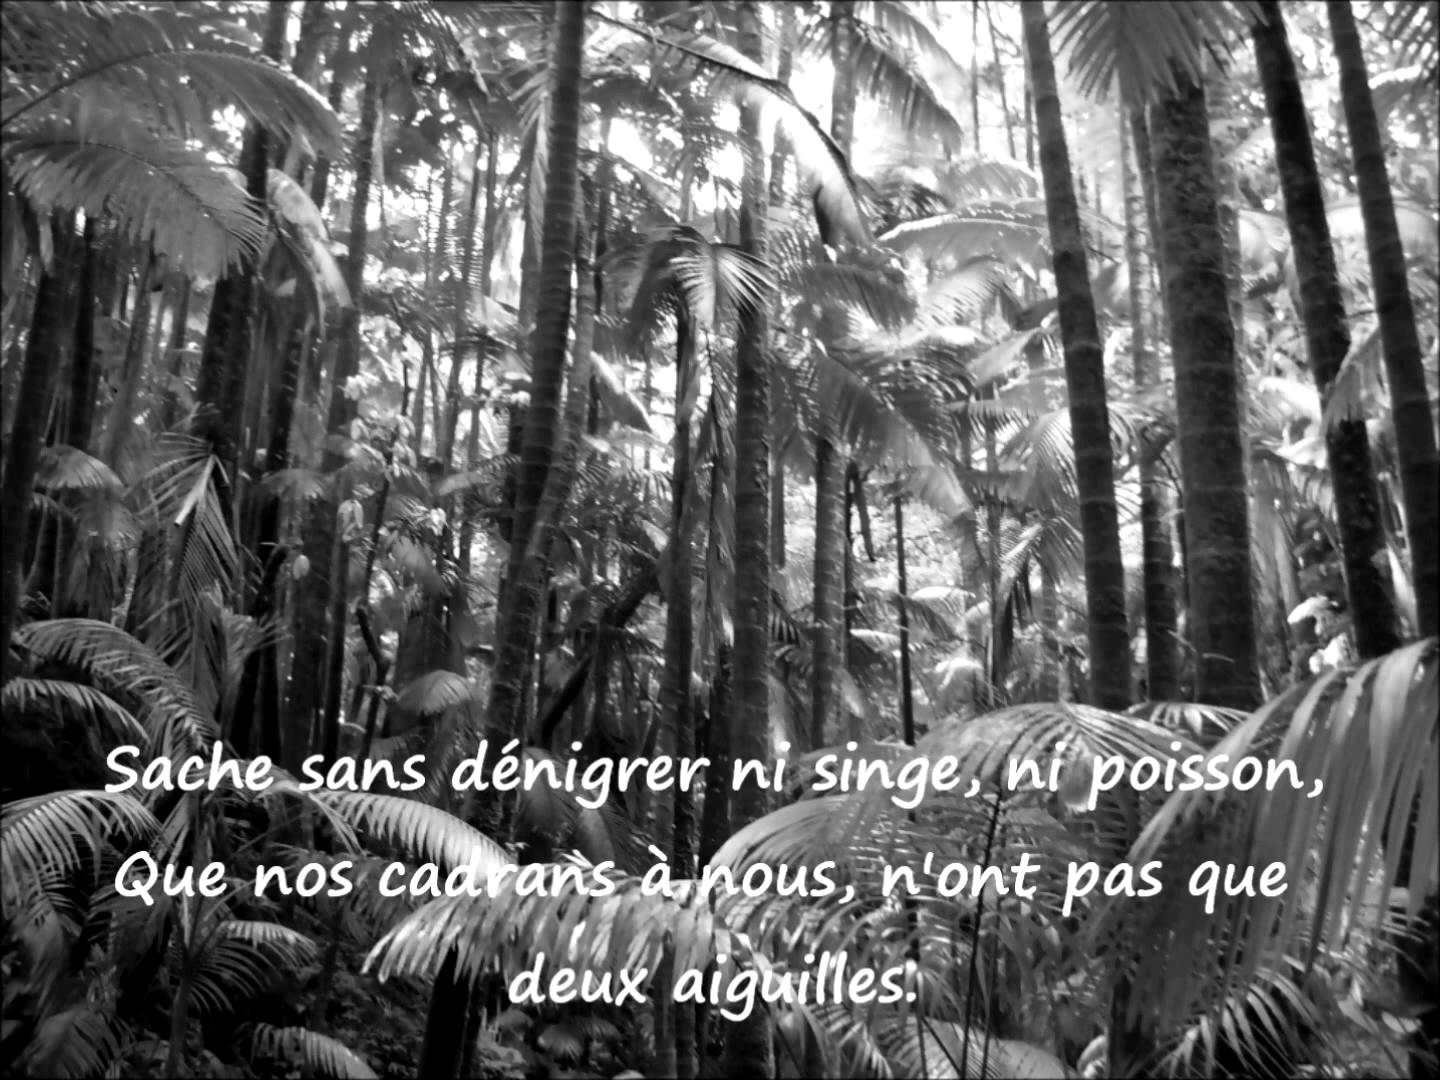 Sache sans dénigrer ni singe, ni poisson,
Que nos cadrans à nous, n'ont pas que
deux aiguilles.